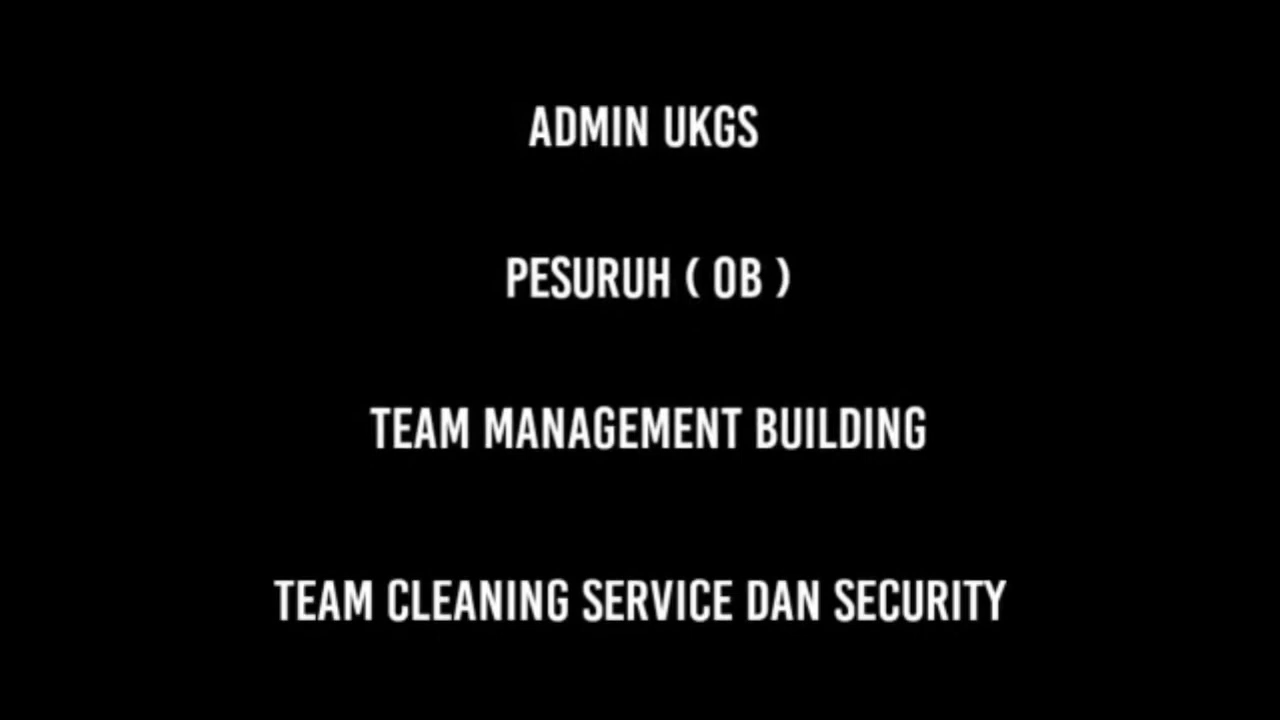 ADMIN UKGS
PESURUH ( OB )
TEAM MANAGEMENT BUILDING
TEAM CLEANING SERVICE DAN SECURITY